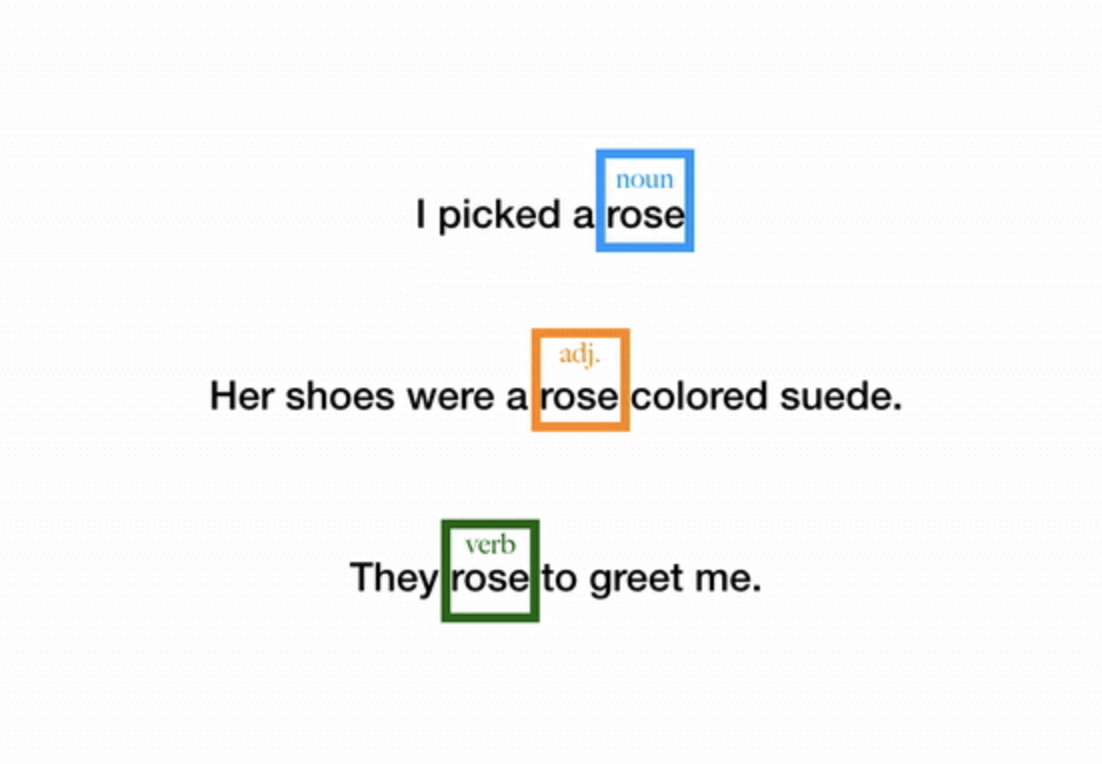 noun
I picked a rose
adj.
Her shoes were a rose colored suede.
verb
They rose to greet me.